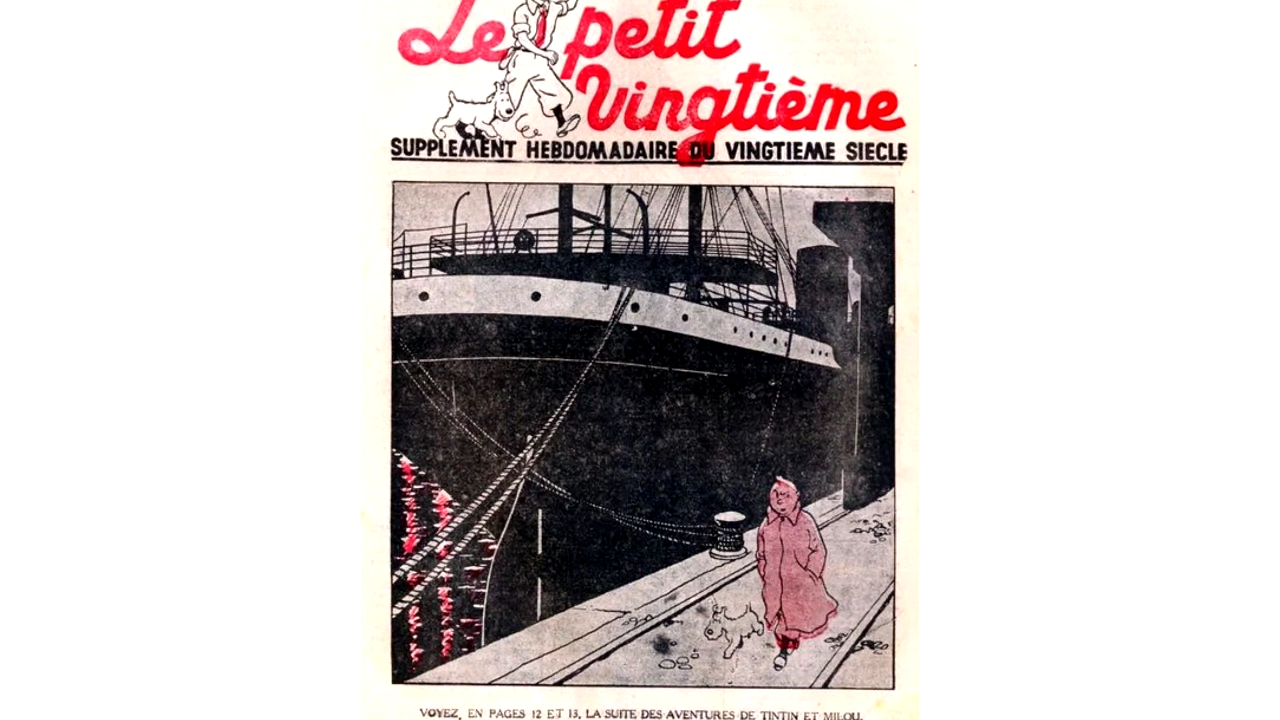 Le petit
Vingtième
SUPPLEMENT HEBDOMADAIRE DU VINGTIEME SIECLE
VOYEZ, EN PAGES 12 ET 13, LA SUITE DES AVENTURES DE TINTIN ET MILOU.